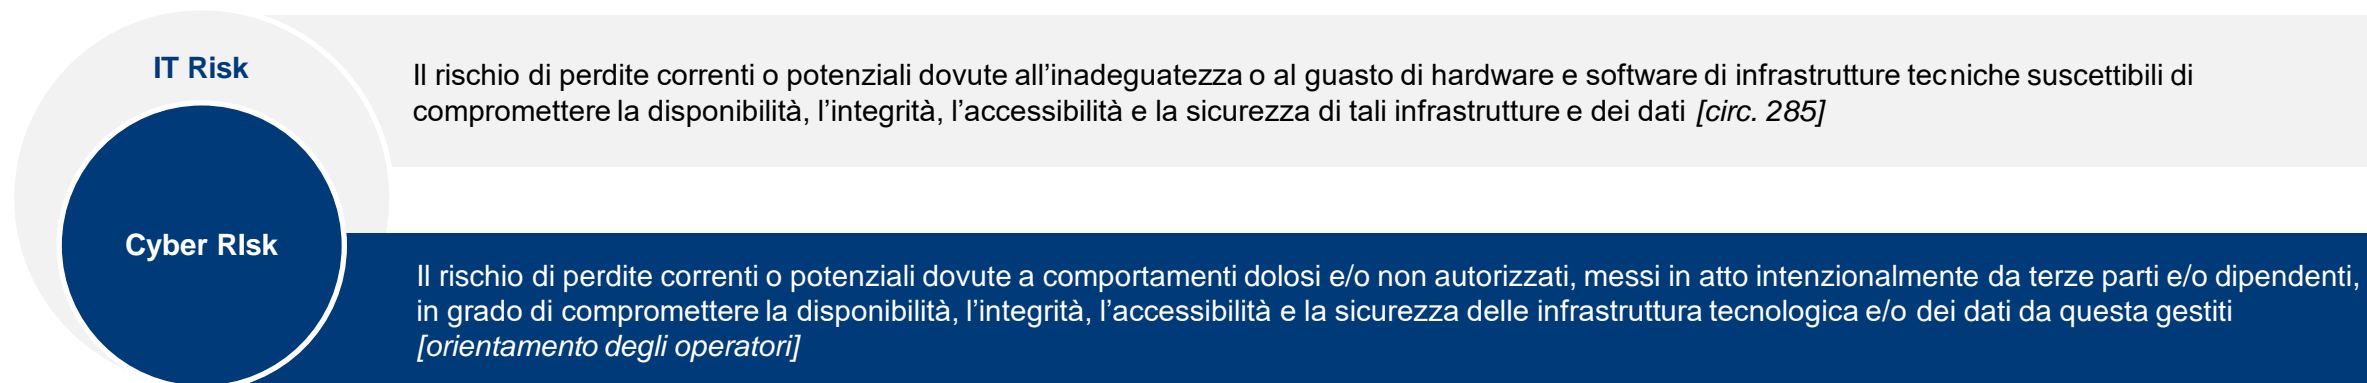 IT Risk
Il rischio di perdite correnti o potenziali dovute all’inadeguatezza o al guasto di hardware e software di infrastrutture tecniche suscettibili di
compromettere la disponibilità, l’integrità, l’accessibilità e la sicurezza di tali infrastrutture e dei dati [circ. 285]
Cyber RIsk
Il rischio di perdite correnti o potenziali dovute a comportamenti dolosi e/o non autorizzati, messi in atto intenzionalmente da terze parti e/o dipendenti,
in grado di compromettere la disponibilità, l’integrità, l’accessibilità e la sicurezza delle infrastruttura tecnologica e/o dei dati da questa gestiti
[orientamento degli operatori]